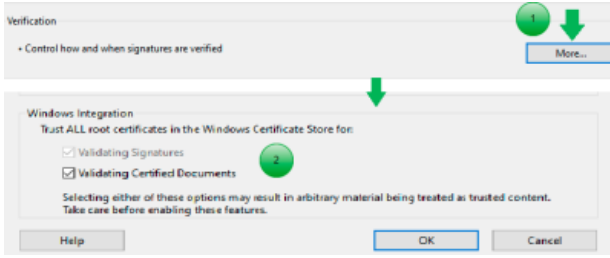 Verification
1
• Control how and when signatures are verified
More...
Windows Integration
Trust ALL root certificates in the Windows Certificate Store for:
Validating Signatures
2
Validating Certified Documents
Selecting either of these options may result in arbitrary material being treated as trusted content.
Take care before enabling these features.
Help
OK
Cancel